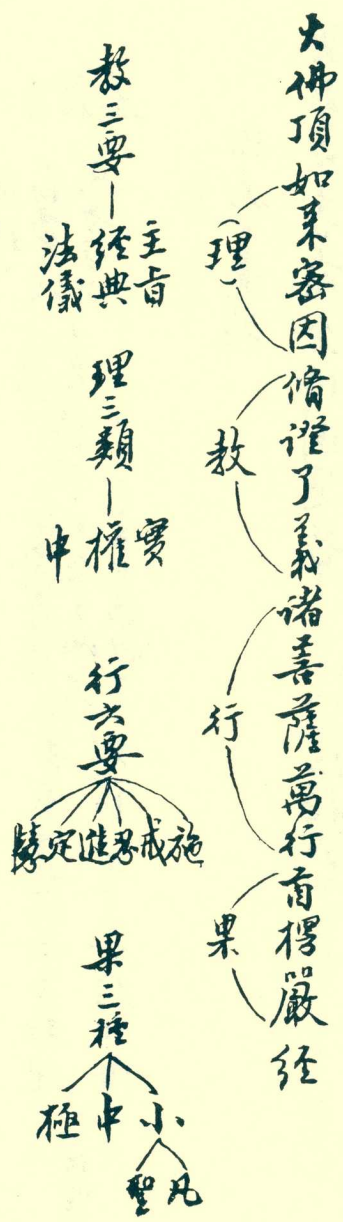 大佛頂如來密因脩證了義諸菩薩萬行首楞嚴經
(理)
教
行
果
教三要
主旨
經典
法儀
理三類
實
權
中
行六要
施
戒
忍
進
定
慧
果三種
小
中
極
凡
聖